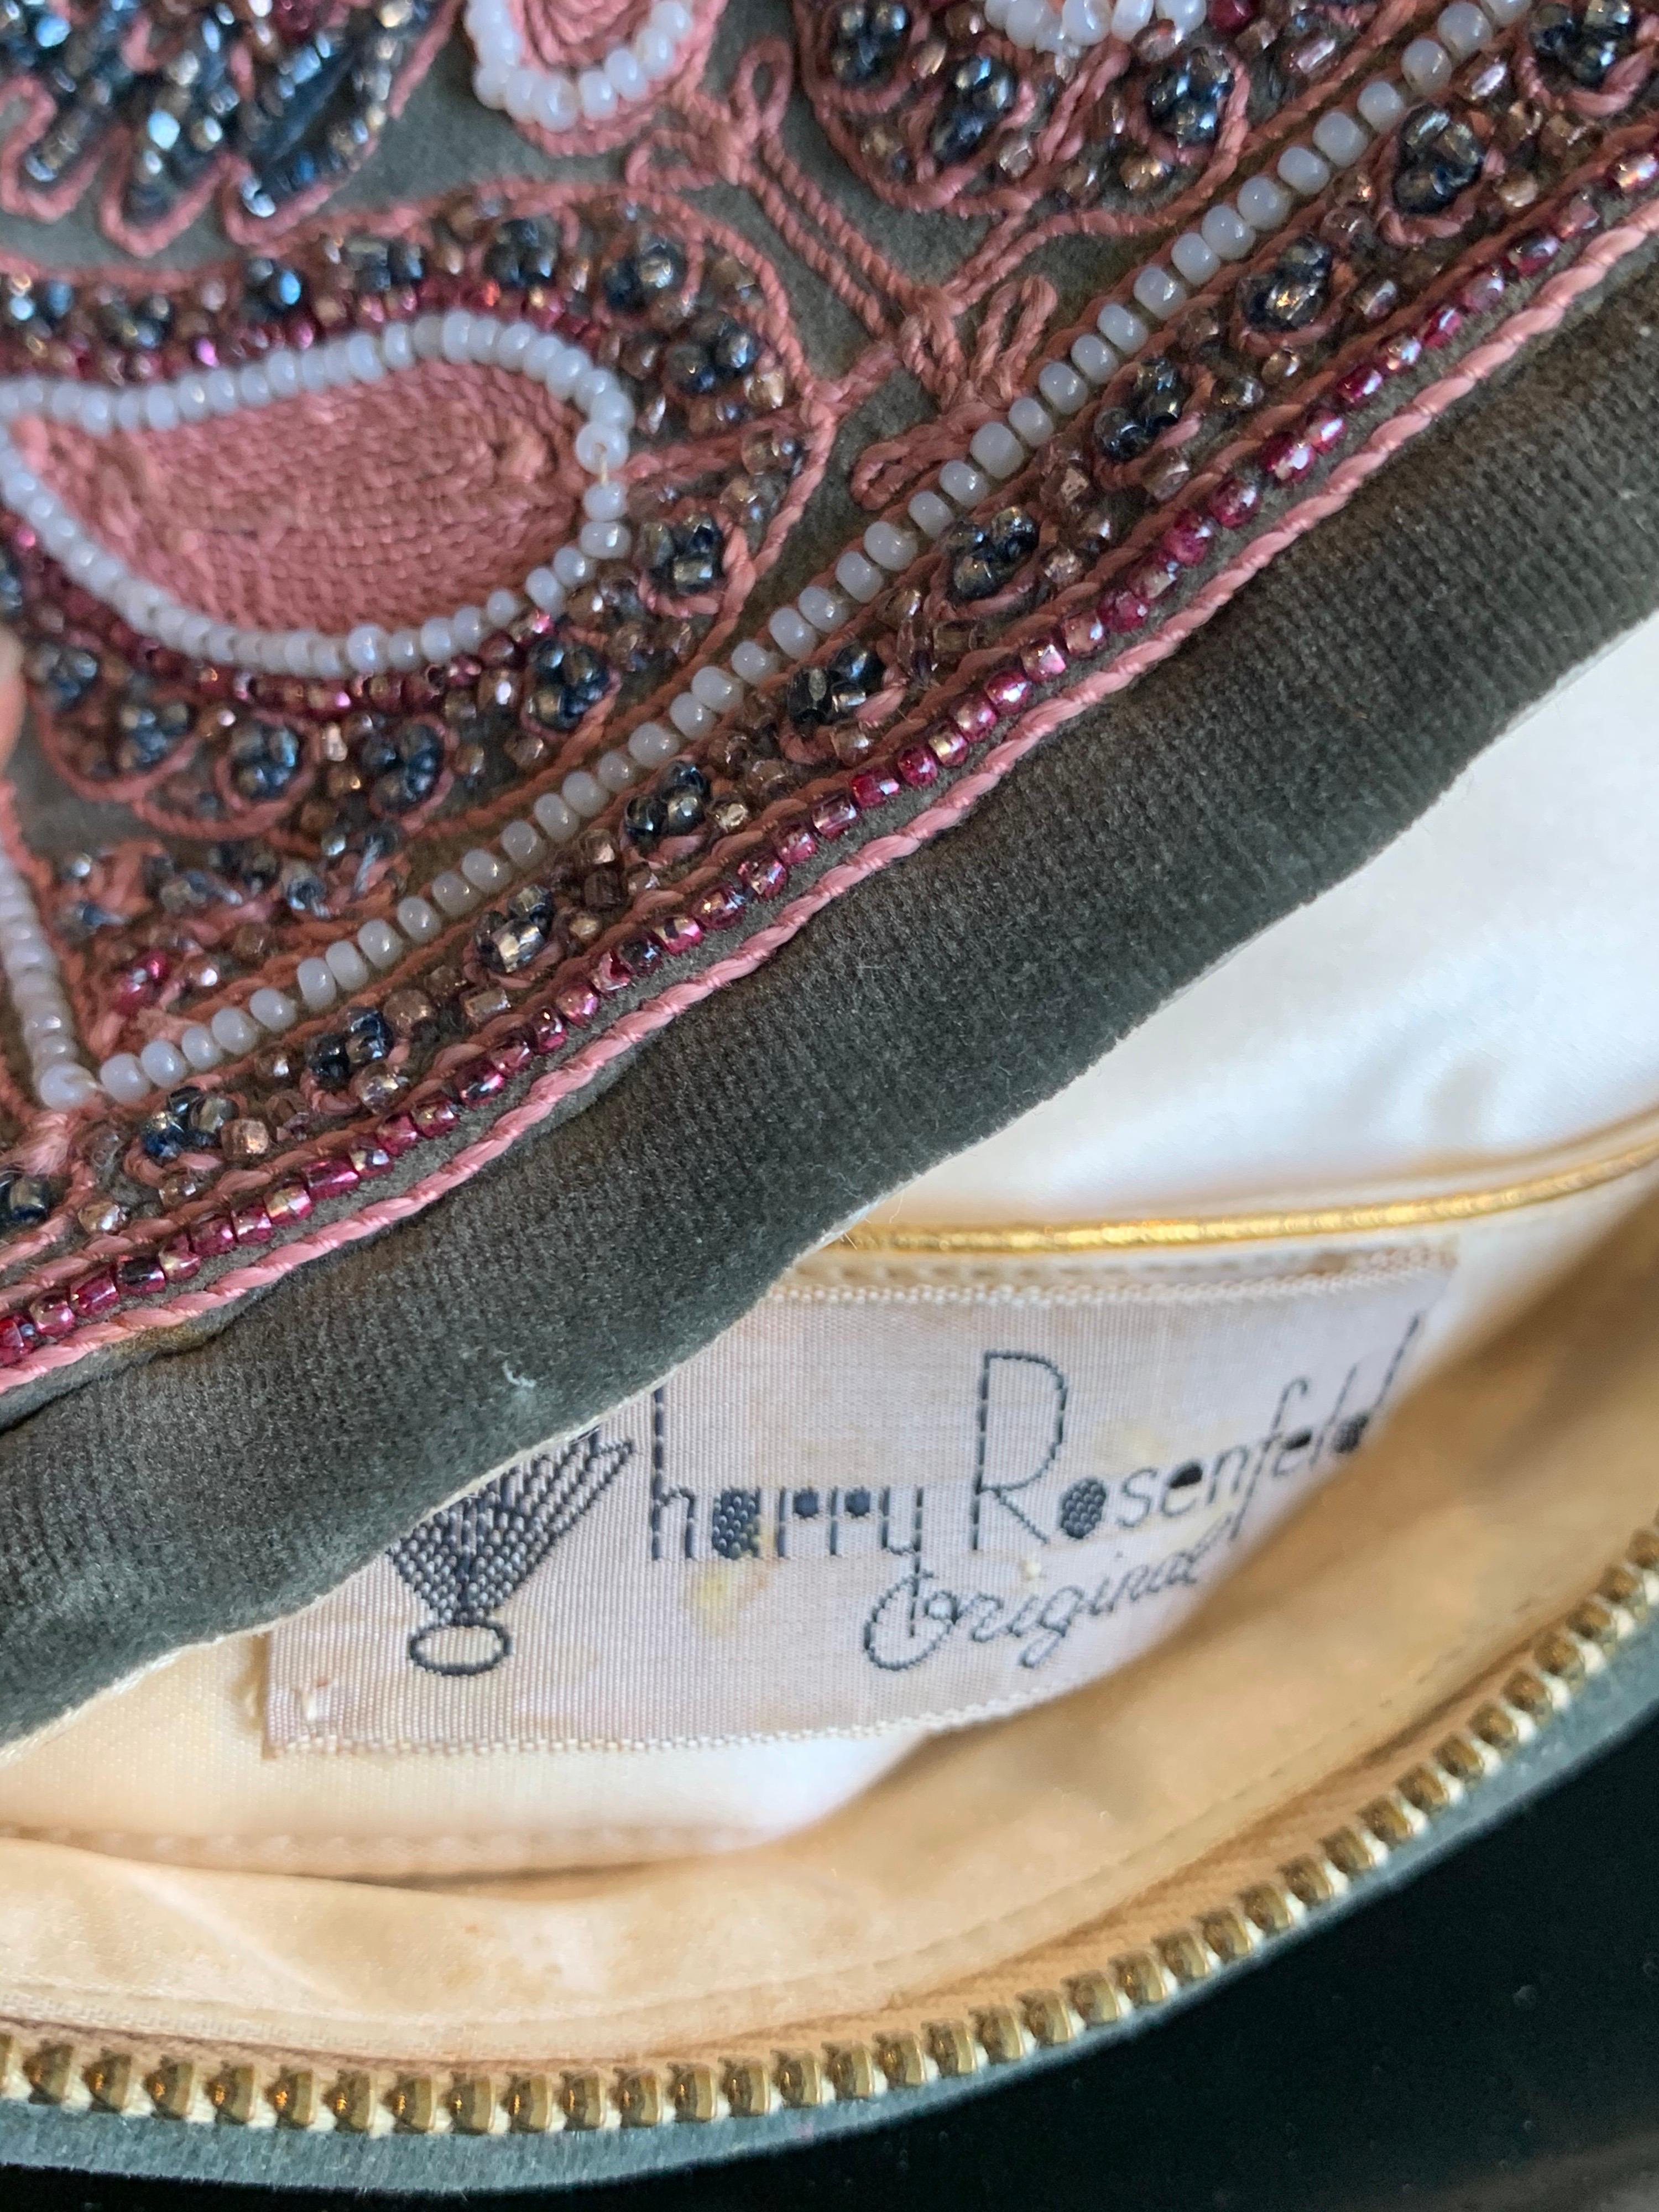 harry Rosenfeld
Original